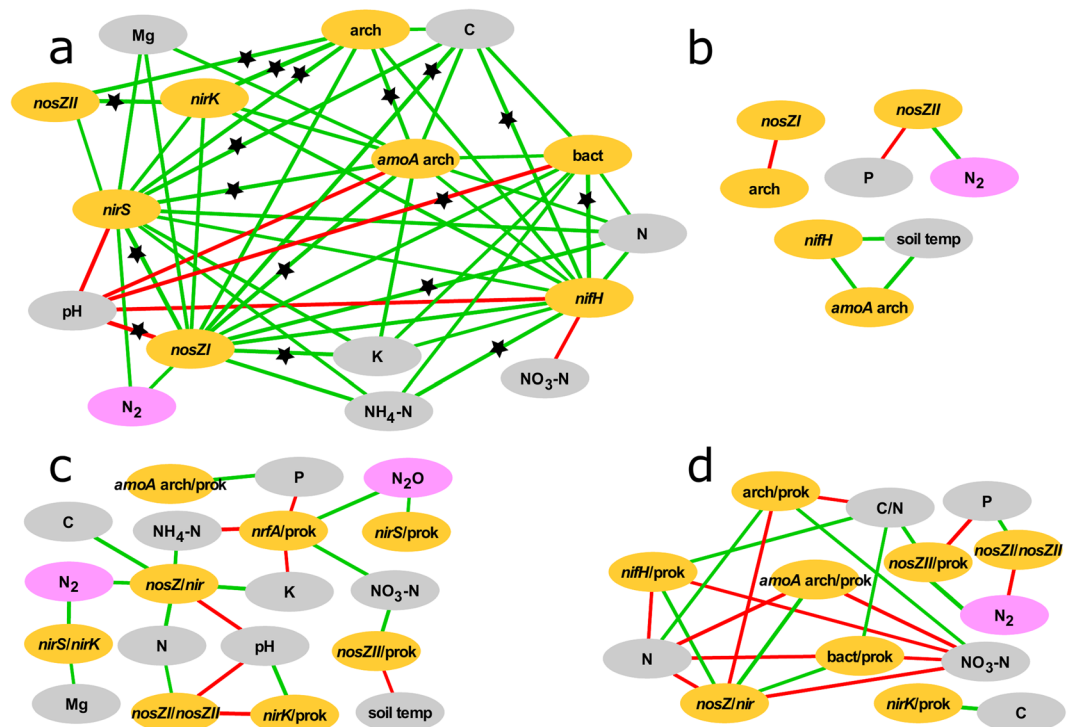 a
Mg
arch
C
nosZII
nirK
amoA arch
bact
nirS
N
pH
nifH
nosZI
K
NO3-N
N2
NH4-N
b
nosZI
nosZII
arch
P
N2
nifH
soil temp
amoA arch
c
amoA arch/prok
P
N2O
C
NH4-N
nrfA/prok
nirS/prok
N2
nosZ/nir
K
NO3-N
nirS/nirK
N
pH
nosZII/prok
Mg
nosZI/nosZII
nirK/prok
soil temp
d
arch/prok
C/N
P
nosZI/nosZII
nifH/prok
amoA arch/prok
nosZII/prok
N2
N
bact/prok
NO3-N
nosZ/nir
nirK/prok
C